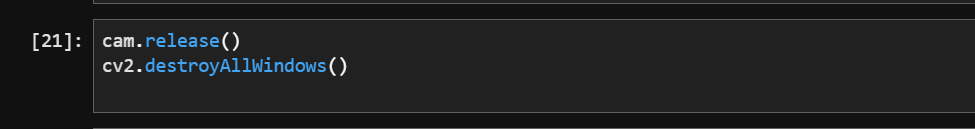 [21]: cam.release()
cv2.destroyAllWindows()